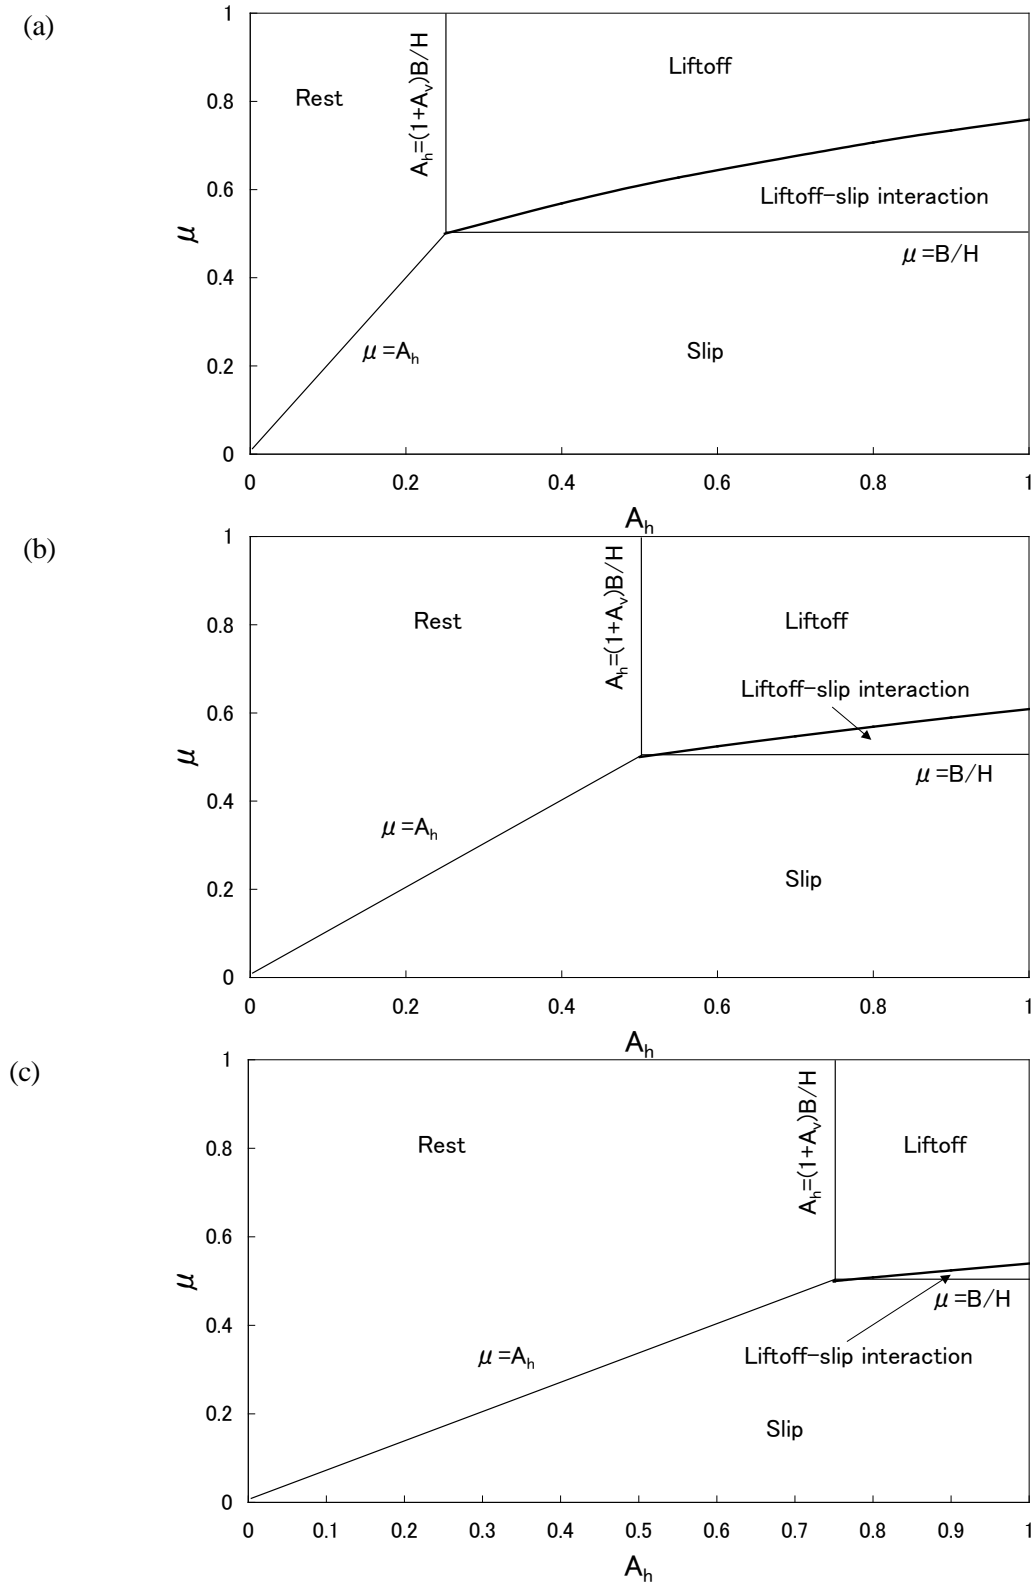 (a)
1
0.8
0.6
0.4
0.2
0
μ
Rest
A_h=(1+A_v)B/H
Liftoff
Liftoff-slip interaction
μ=B/H
μ=A_h
Slip
0 0.2 0.4 0.6 0.8 1
A_h
(b)
1
0.8
0.6
0.4
0.2
0
μ
Rest
A_h=(1+A_v)B/H
Liftoff
Liftoff-slip interaction
μ=B/H
μ=A_h
Slip
0 0.2 0.4 0.6 0.8 1
A_h
(c)
1
0.8
0.6
0.4
0.2
0
μ
Rest
A_h=(1+A_v)B/H
Liftoff
μ=B/H
μ=A_h
Liftoff-slip interaction
Slip
0 0.1 0.2 0.3 0.4 0.5 0.6 0.7 0.8 0.9 1
A_h